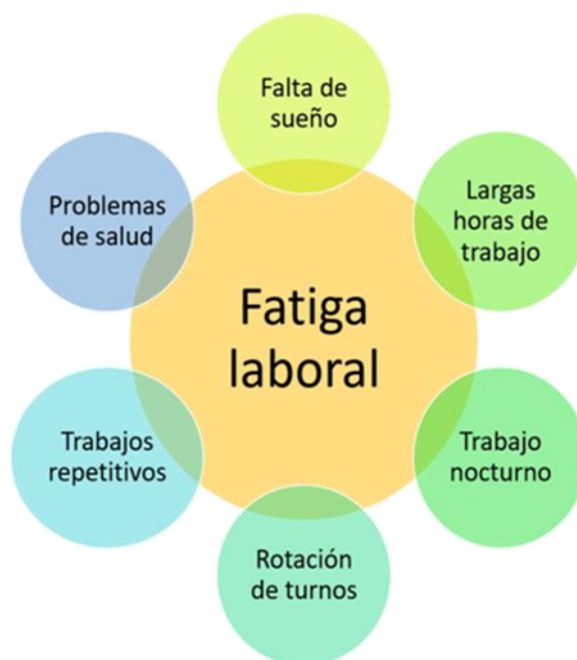 Falta de
sueño
Largas
horas de
trabajo
Trabajo
nocturno
Rotación
de turnos
Trabajos
repetitivos
Problemas
de salud
Fatiga
laboral